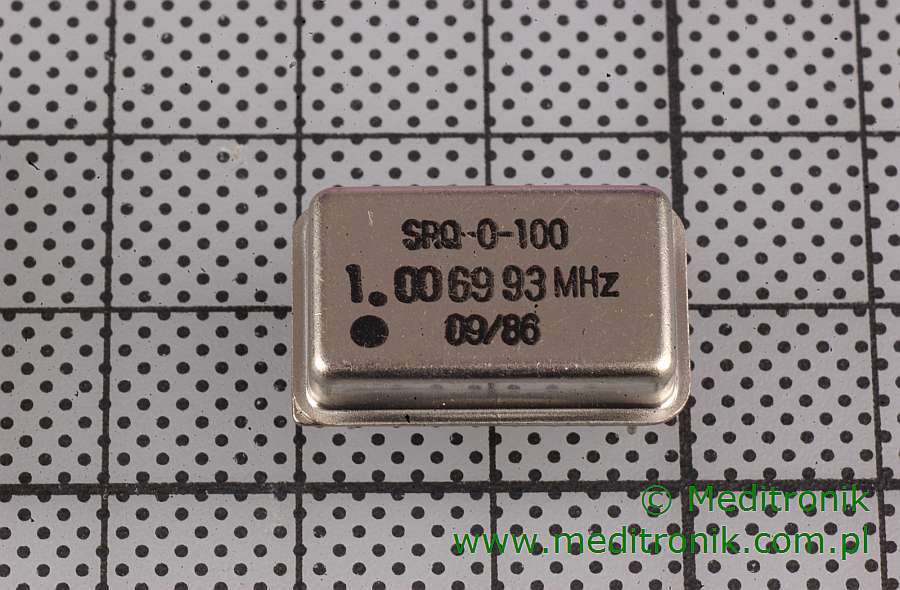 SRQ-0-100
1.006993 MHz
09/86
© Meditronik
www.meditronik.com.pl